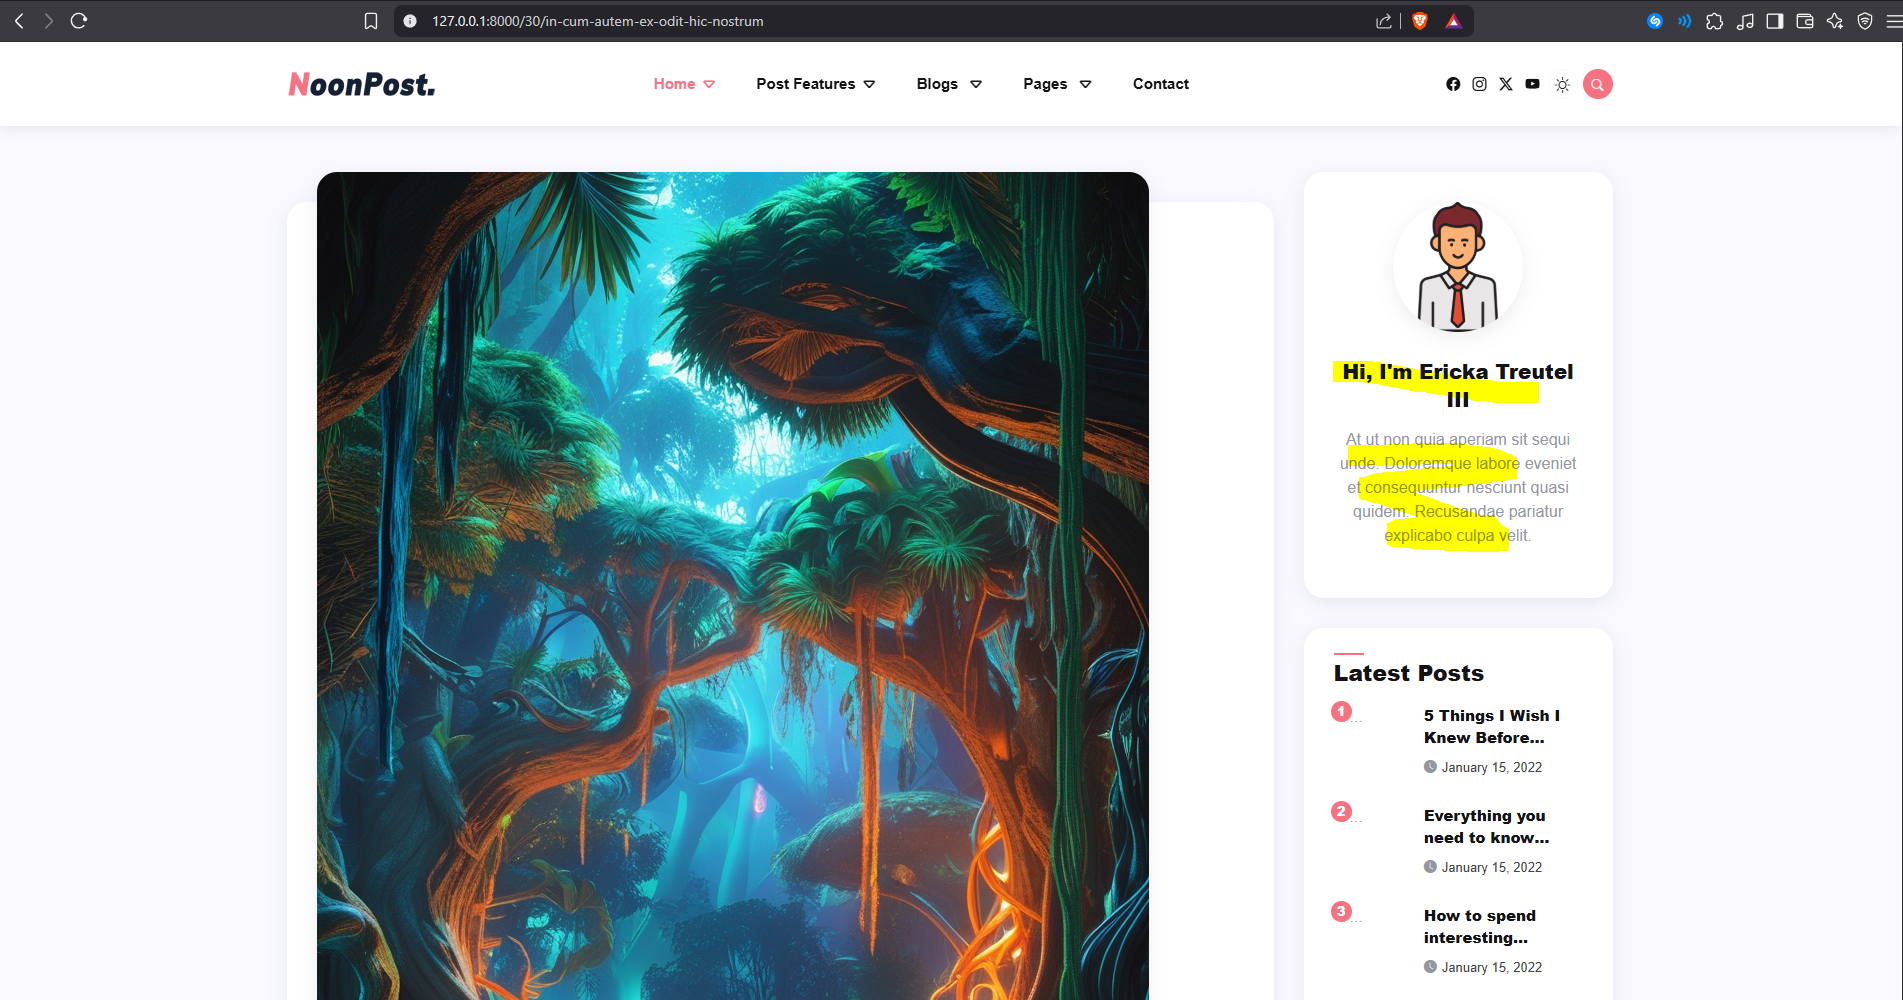 127.0.0.1:8000/30/in-cum-autem-ex-odit-hic-nostrum
NoonPost.
Home
Post Features
Blogs
Pages
Contact
Hi, I'm Ericka Treutel
III
At ut non quia aperiam sit sequi
unde. Doloremque labore eveniet
et consequuntur nesciunt quasi
quidem. Recusandae pariatur
explicabo culpa velit.
Latest Posts
1
...
5 Things I Wish I
Knew Before...
January 15, 2022
2
...
Everything you
need to know...
January 15, 2022
3
...
How to spend
interesting...
January 15, 2022